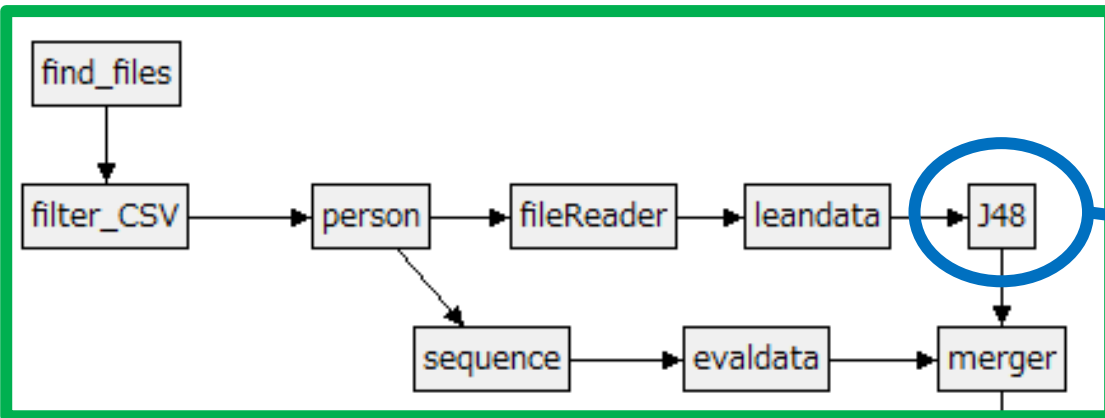 find_files
filter_CSV
person
fileReader
leandata
J48
sequence
evaldata
merger